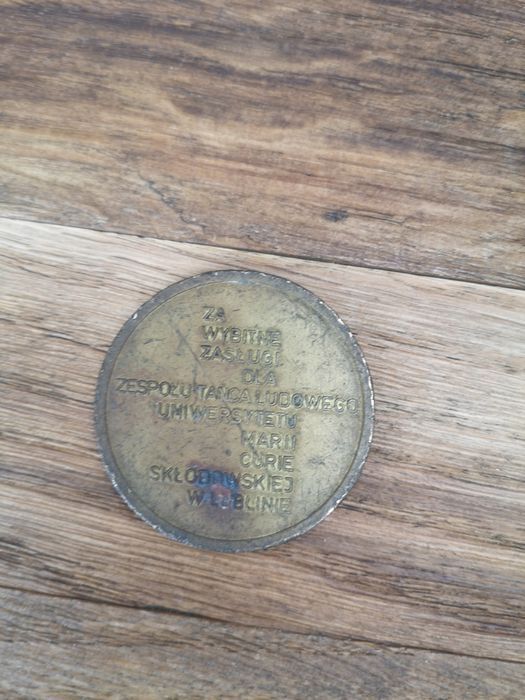 ZA
WYBITNE
ZASŁUGI
DLA
ZESPOŁU TAŃCA LUDOWEGO
UNIWERSYTETU
MARII
CURIE
SKŁODOWSKIEJ
W LUBLINIE